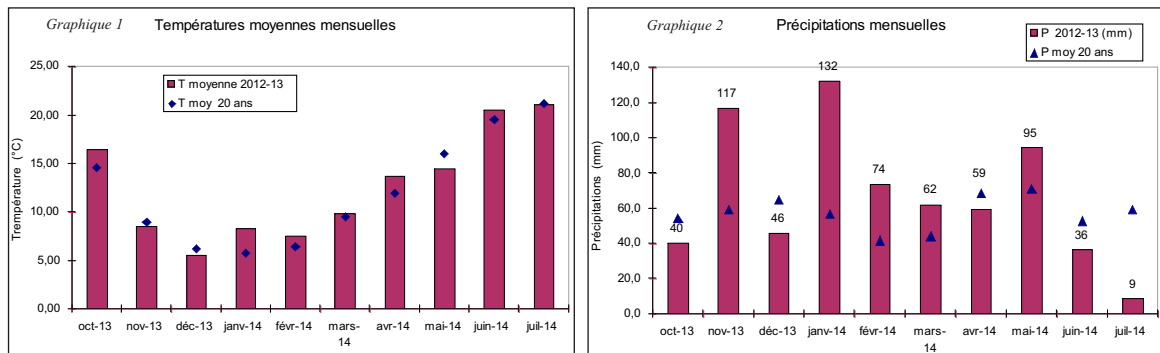 Graphique 1 Températures moyennes mensuelles
T moyenne 2012-13
T moy 20 ans
Trempérature (°C)
25,00
20,00
15,00
10,00
5,00
0,00
oct-13 nov-13 déc-13 janv-14 févr-14 mars-14 avr-14 mai-14 juin-14 juil-14
Graphique 2 Précipitations mensuelles
P 2012-13 (mm)
P moy 20 ans
Précipitations (mm)
140,0
120,0
100,0
80,0
60,0
40,0
20,0
0,0
40 117 46 132 74 62 59 95 36 9
oct-13 nov-13 déc-13 janv-14 févr-14 mars-14 avr-14 mai-14 juin-14 juil-14